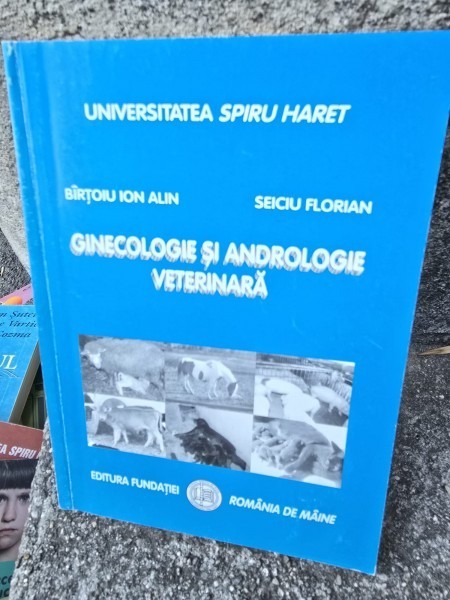 UNIVERSITATEA SPIRU HARET
BÎRȚOIU ION ALIN
SEICIU FLORIAN
GINECOLOGIE ȘI ANDROLOGIE
VETERINARĂ
EDITURA FUNDAȚIEI
ROMÂNIA DE MÂINE